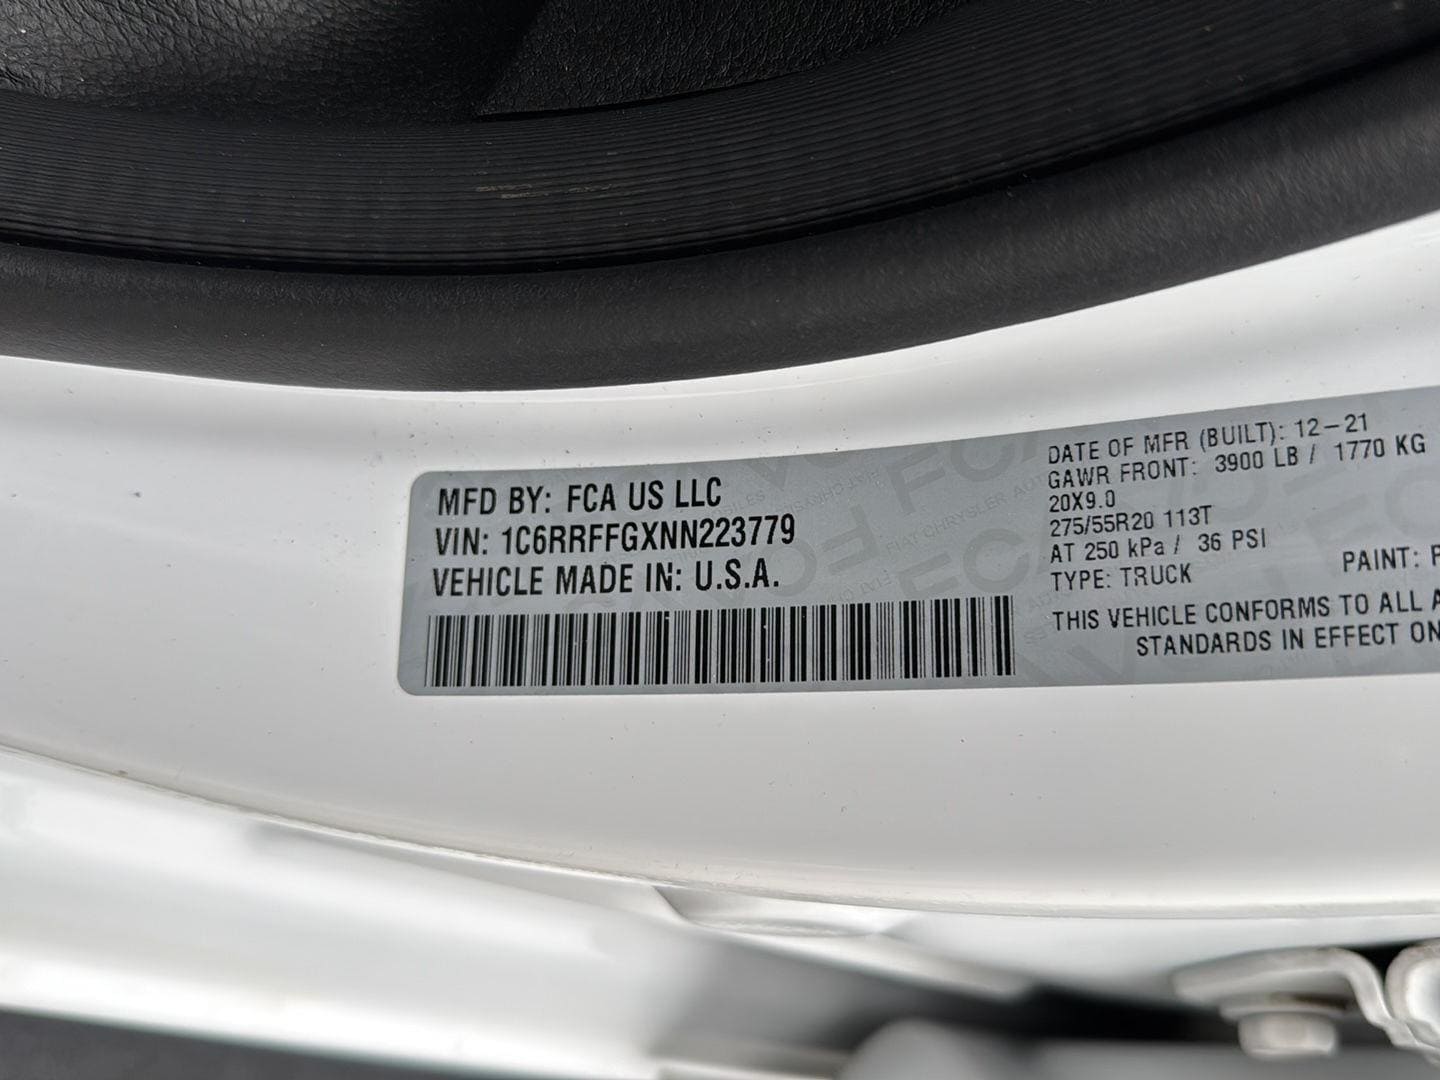 MFD BY: FCA US LLC
VIN: 1C6RRFFGXNN223779
VEHICLE MADE IN: U.S.A.
DATE OF MFR (BUILT): 12-21
GAWR FRONT: 3900 LB / 1770 KG
20X9.0
275/55R20 113T
AT 250 kPa / 36 PSI
TYPE: TRUCK
PAINT: P
THIS VEHICLE CONFORMS TO ALL A
STANDARDS IN EFFECT ON